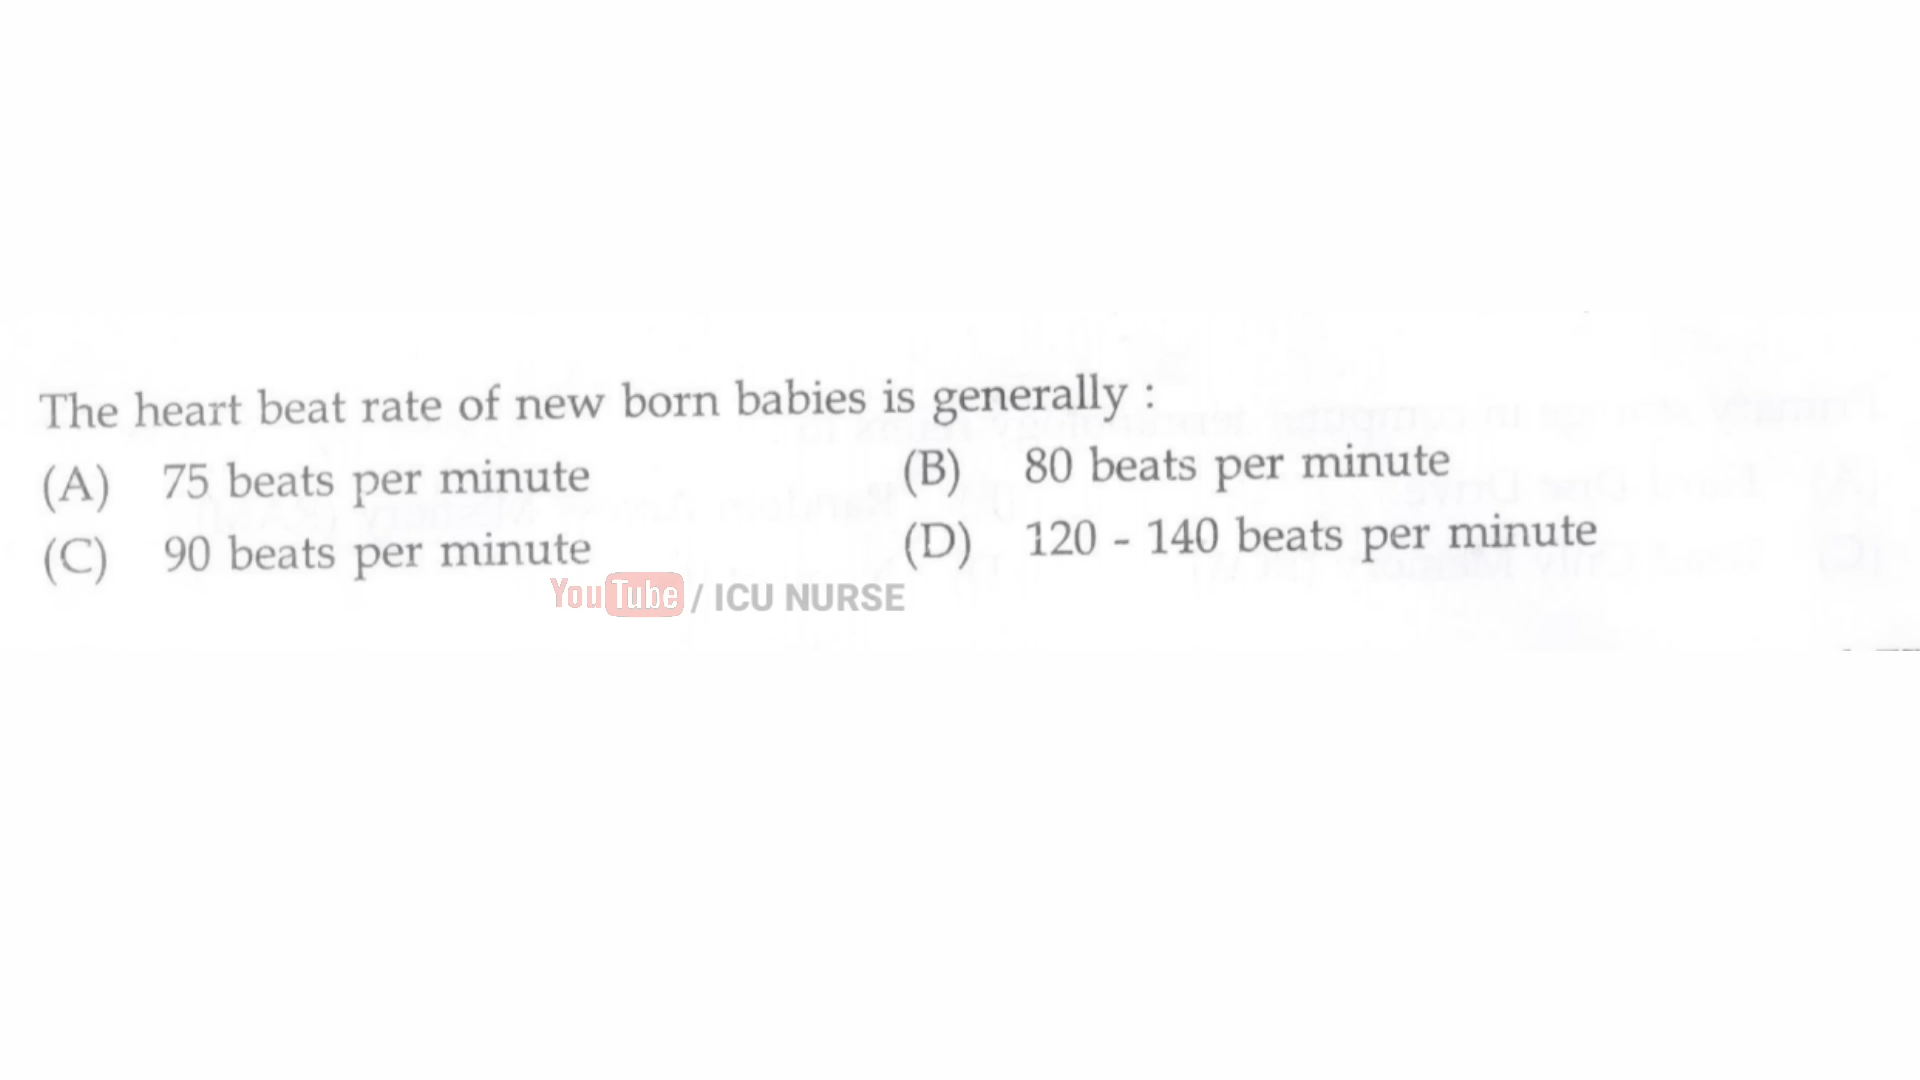 The heart beat rate of new born babies is generally :
(A) 75 beats per minute (B) 80 beats per minute
(C) 90 beats per minute (D) 120 - 140 beats per minute
YouTube / ICU NURSE